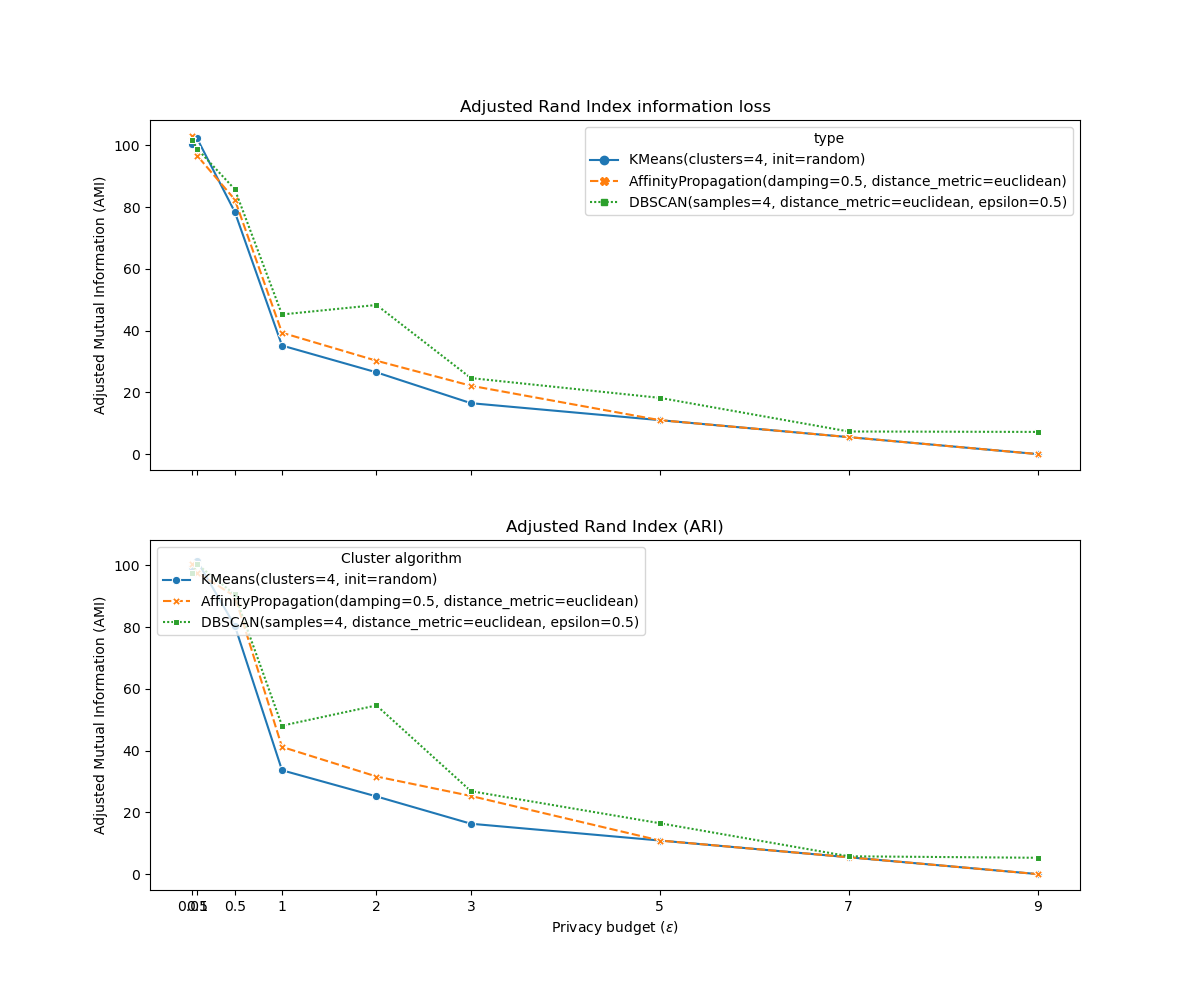 Adjusted Rand Index information loss
Adjusted Mutual Information (AMI)
100
80
60
40
20
0
type
KMeans(clusters=4, init=random)
AffinityPropagation(damping=0.5, distance_metric=euclidean)
DBSCAN(samples=4, distance_metric=euclidean, epsilon=0.5)
Adjusted Rand Index (ARI)
Adjusted Mutual Information (AMI)
100
80
60
40
20
0
Cluster algorithm
KMeans(clusters=4, init=random)
AffinityPropagation(damping=0.5, distance_metric=euclidean)
DBSCAN(samples=4, distance_metric=euclidean, epsilon=0.5)
0.5 1 2 3 5 7 9
Privacy budget (ε)